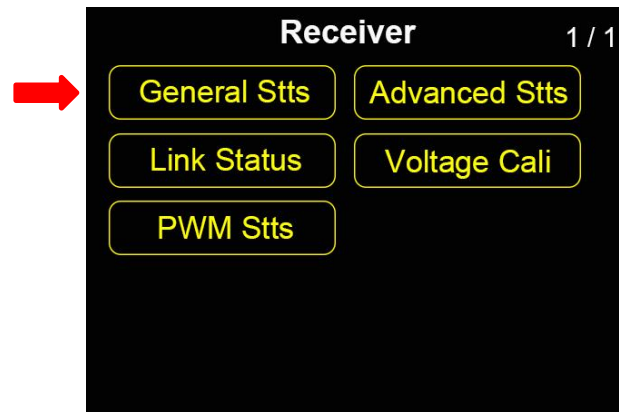 Receiver 1 / 1
General Stts Advanced Stts
Link Status Voltage Cali
PWM Stts